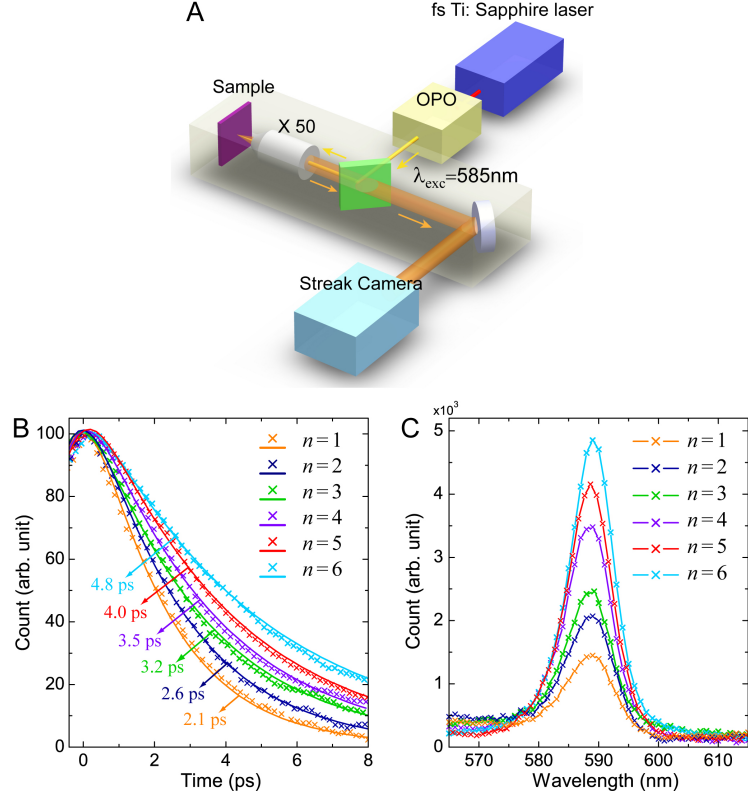 A
fs Ti: Sapphire laser
Sample
OPO
X 50
λexc=585nm
Streak Camera
B
n = 1
n = 2
n = 3
n = 4
n = 5
n = 6
4.8 ps
4.0 ps
3.5 ps
3.2 ps
2.6 ps
2.1 ps
100
80
60
40
20
0
Count (arb. unit)
0 2 4 6 8
Time (ps)
C
x10³
n = 1
n = 2
n = 3
n = 4
n = 5
n = 6
5
4
3
2
1
0
Count (arb. unit)
570 580 590 600 610
Wavelength (nm)